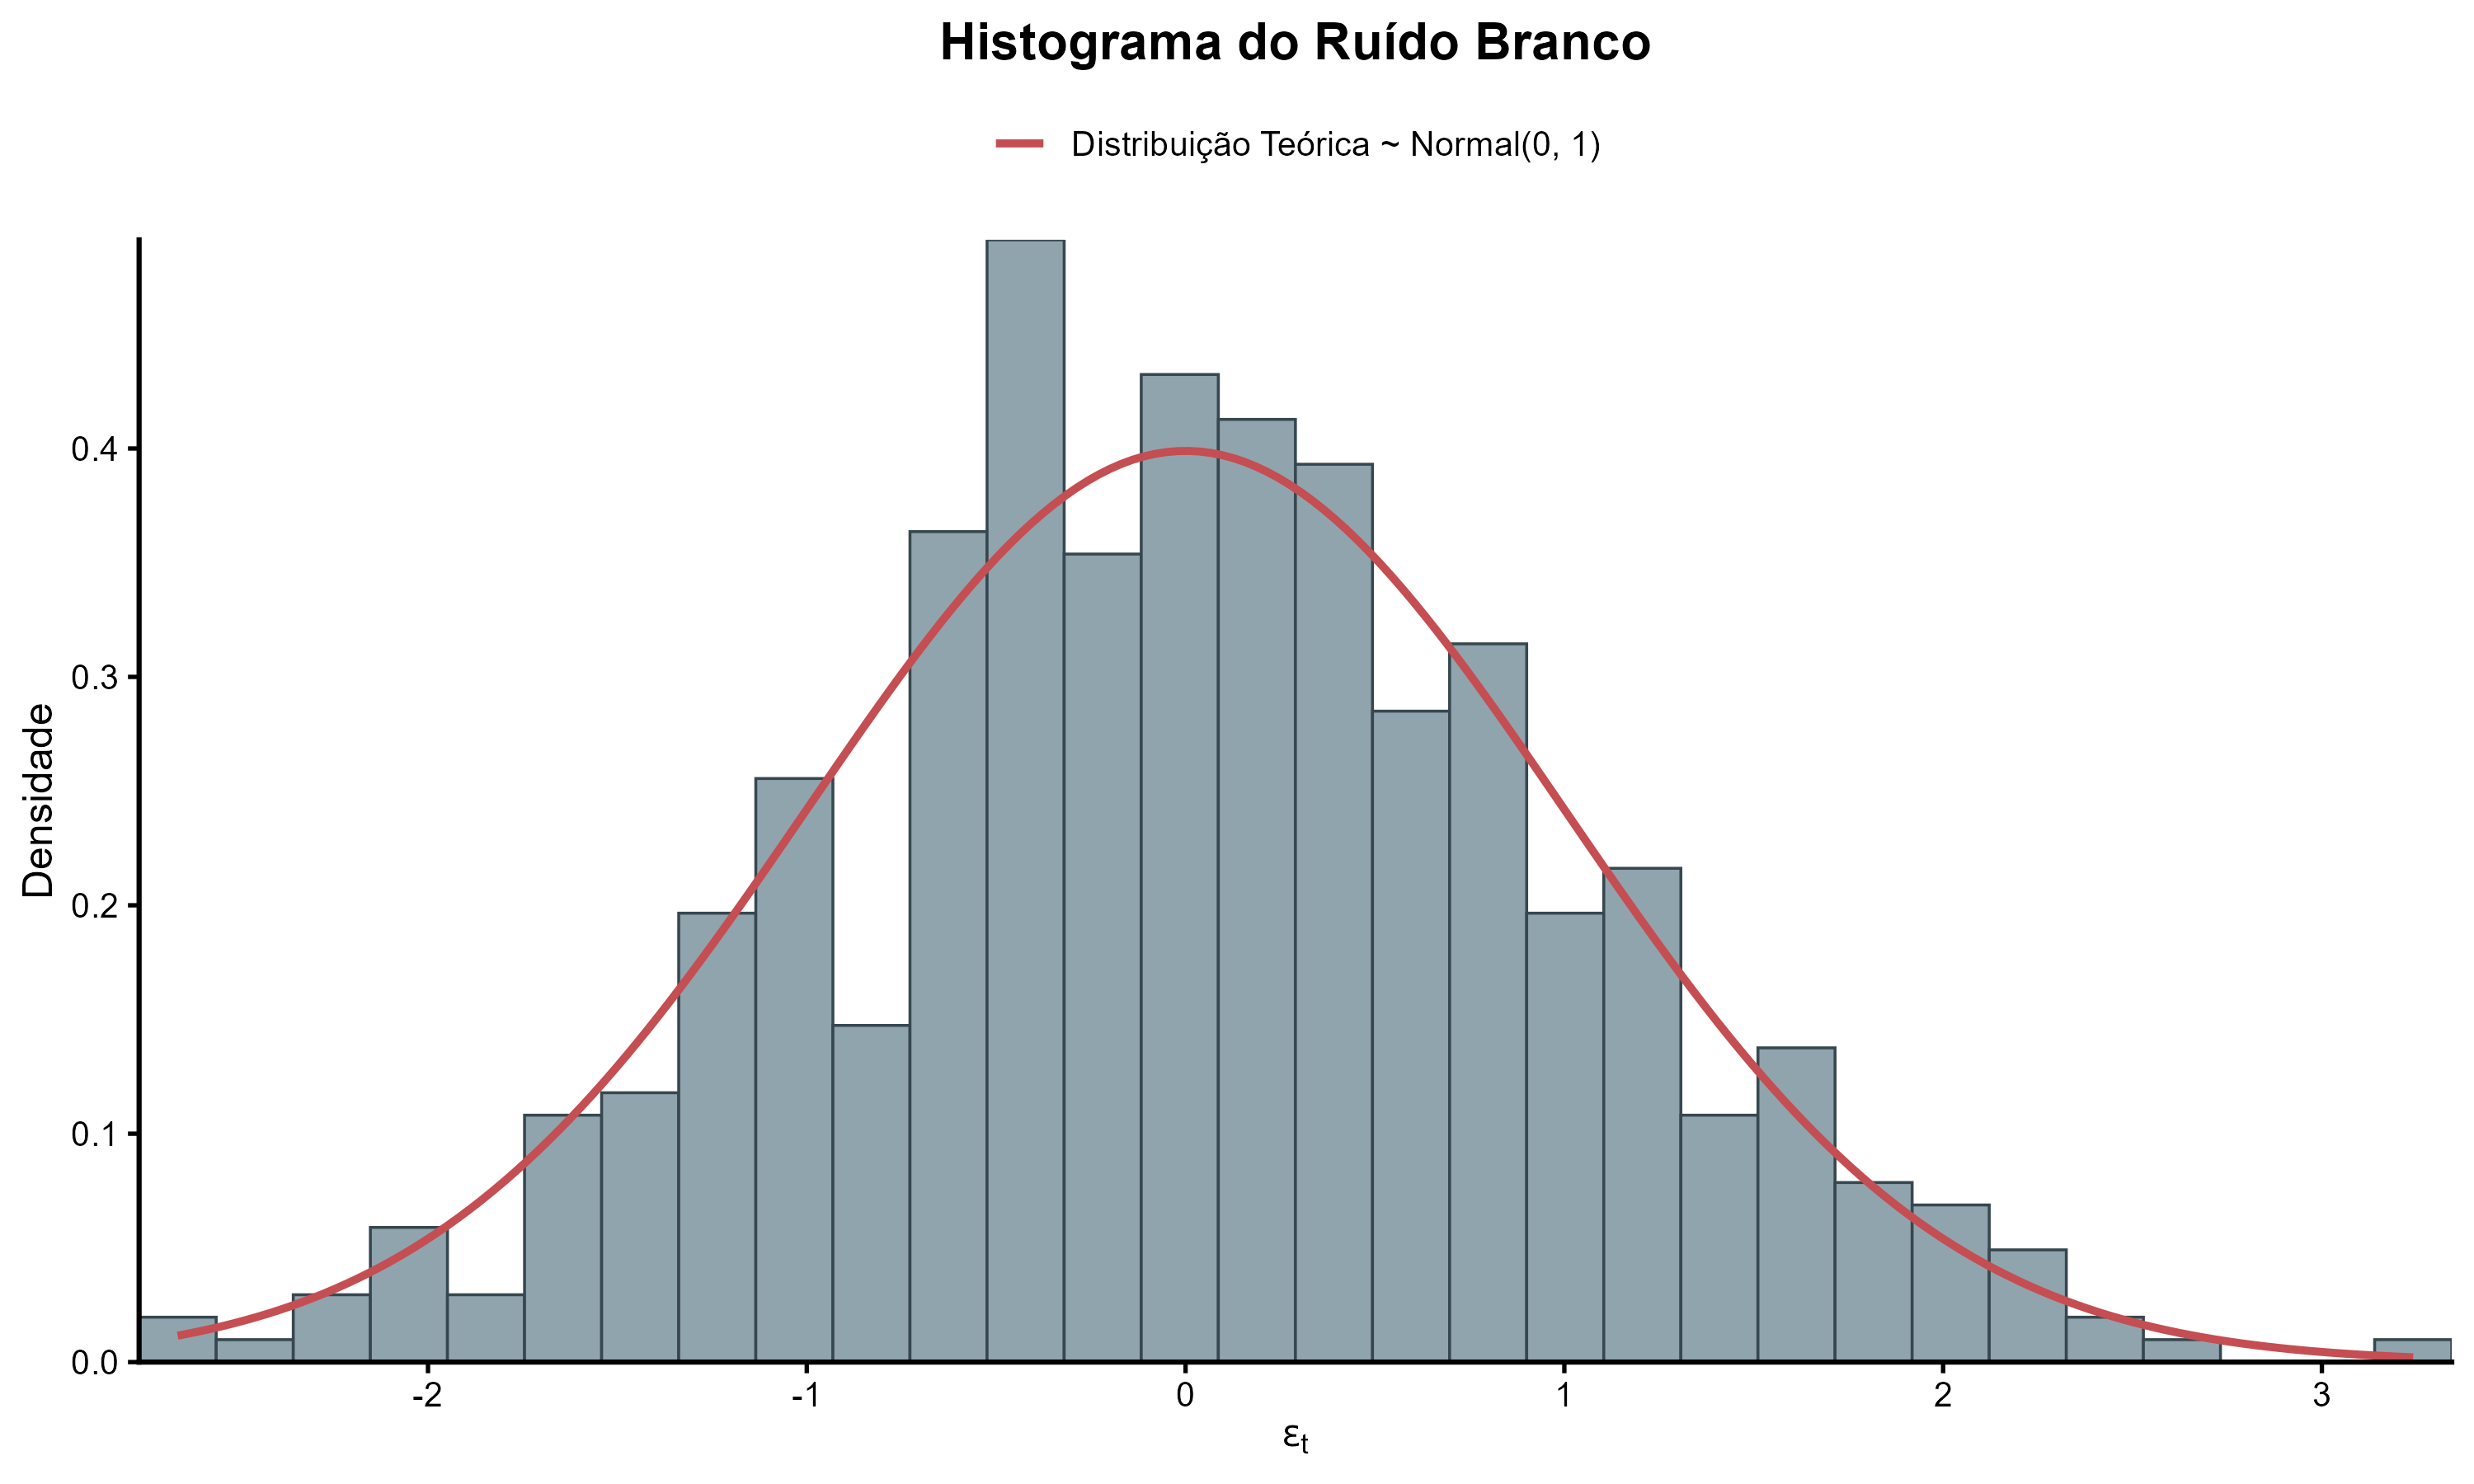 Histograma do Ruído Branco
Distribuição Teórica ~ Normal(0, 1)
Densidade
0.4
0.3
0.2
0.1
0.0
-2 -1 0 1 2 3
εt